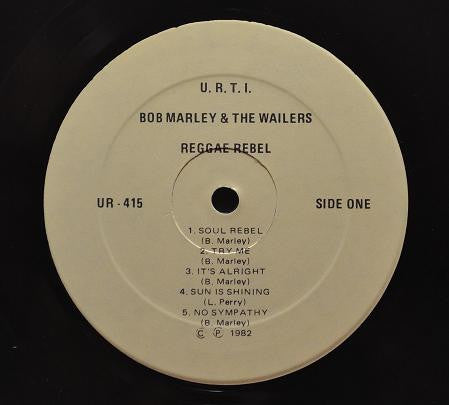 U. R. T. I.
BOB MARLEY & THE WAILERS
REGGAE REBEL
UR - 415
SIDE ONE
1. SOUL REBEL
(B. Marley)
2. TRY ME
(B. Marley)
3. IT'S ALRIGHT
(B. Marley)
4. SUN IS SHINING
(L. Perry)
5. NO SYMPATHY
(B. Marley)
© ℗ 1982